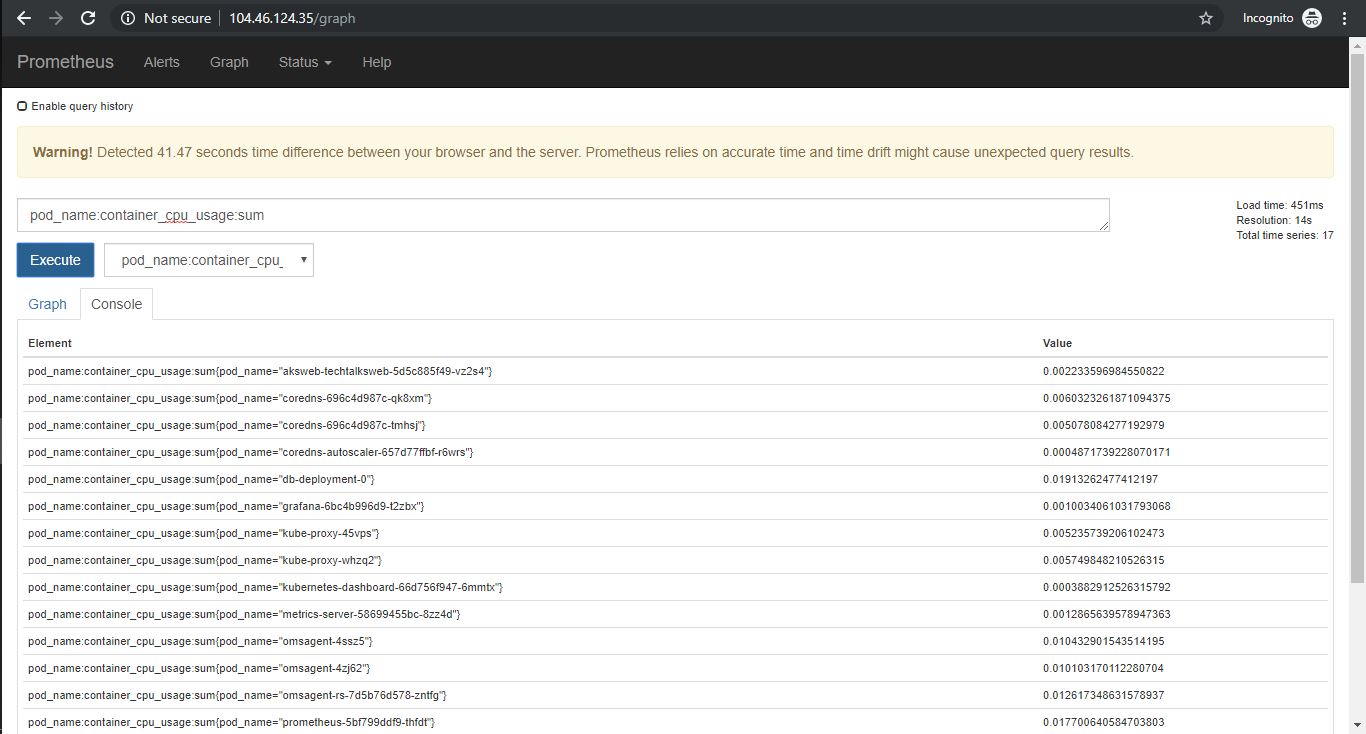 Not secure 104.46.124.35/graph Incognito
Prometheus Alerts Graph Status Help
Enable query history
Warning! Detected 41.47 seconds time difference between your browser and the server. Prometheus relies on accurate time and time drift might cause unexpected query results.
pod_name:container_cpu_usage:sum
Load time: 451ms
Resolution: 14s
Total time series: 17
Execute pod_name:container_cpu_
Graph Console
Element Value
pod_name:container_cpu_usage:sum{pod_name="aksweb-techtalksweb-5d5c885f49-vz2s4"} 0.002233596984550822
pod_name:container_cpu_usage:sum{pod_name="coredns-696c4d987c-qk8xm"} 0.0060323261871094375
pod_name:container_cpu_usage:sum{pod_name="coredns-696c4d987c-tmhsj"} 0.005078084277192979
pod_name:container_cpu_usage:sum{pod_name="coredns-autoscaler-657d77ffbf-r6wrs"} 0.0004871739228070171
pod_name:container_cpu_usage:sum{pod_name="db-deployment-0"} 0.01913262477412197
pod_name:container_cpu_usage:sum{pod_name="grafana-6bc4b996d9-t2zbx"} 0.0010034061031793068
pod_name:container_cpu_usage:sum{pod_name="kube-proxy-45vps"} 0.005235739206102473
pod_name:container_cpu_usage:sum{pod_name="kube-proxy-whzq2"} 0.005749848210526315
pod_name:container_cpu_usage:sum{pod_name="kubernetes-dashboard-66d756f947-6mmtx"} 0.0003882912526315792
pod_name:container_cpu_usage:sum{pod_name="metrics-server-58699455bc-8zz4d"} 0.0012865639578947363
pod_name:container_cpu_usage:sum{pod_name="omsagent-4ssz5"} 0.010432901543514195
pod_name:container_cpu_usage:sum{pod_name="omsagent-4zj62"} 0.010103170112280704
pod_name:container_cpu_usage:sum{pod_name="omsagent-rs-7d5b76d578-zntfg"} 0.012617348631578937
pod_name:container_cpu_usage:sum{pod_name="prometheus-5bf799ddf9-thfdt"} 0.017700640584703803